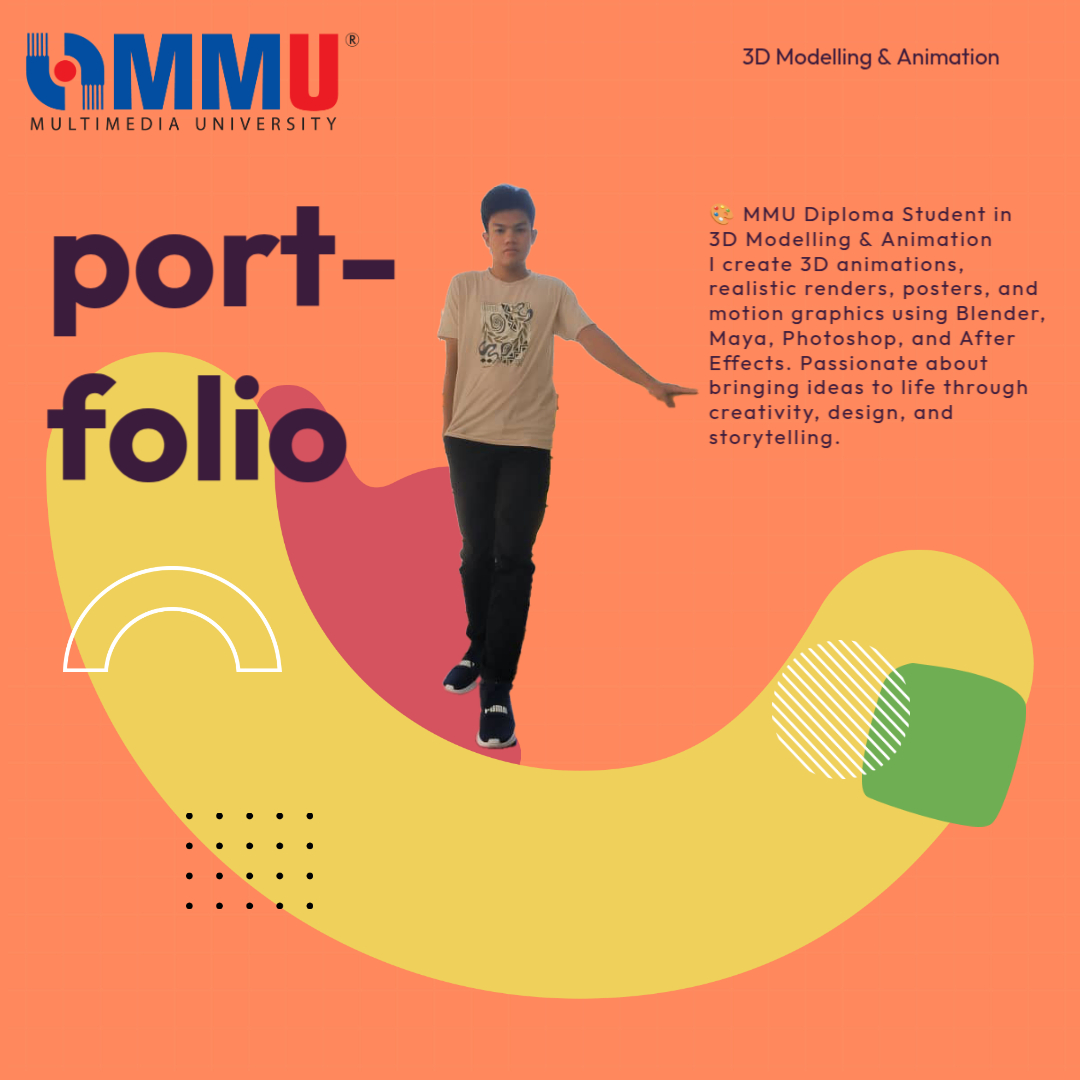 MMU®
MULTIMEDIA UNIVERSITY
3D Modelling & Animation
port-
folio
🎨 MMU Diploma Student in
3D Modelling & Animation
I create 3D animations,
realistic renders, posters, and
motion graphics using Blender,
Maya, Photoshop, and After
Effects. Passionate about
bringing ideas to life through
creativity, design, and
storytelling.
PUMA